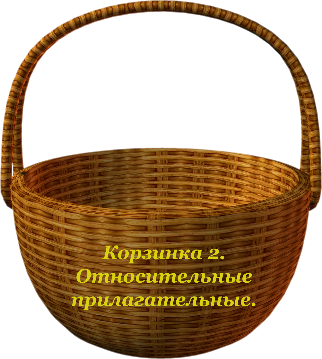 Корзинка 2.
Относительные
прилагательные.